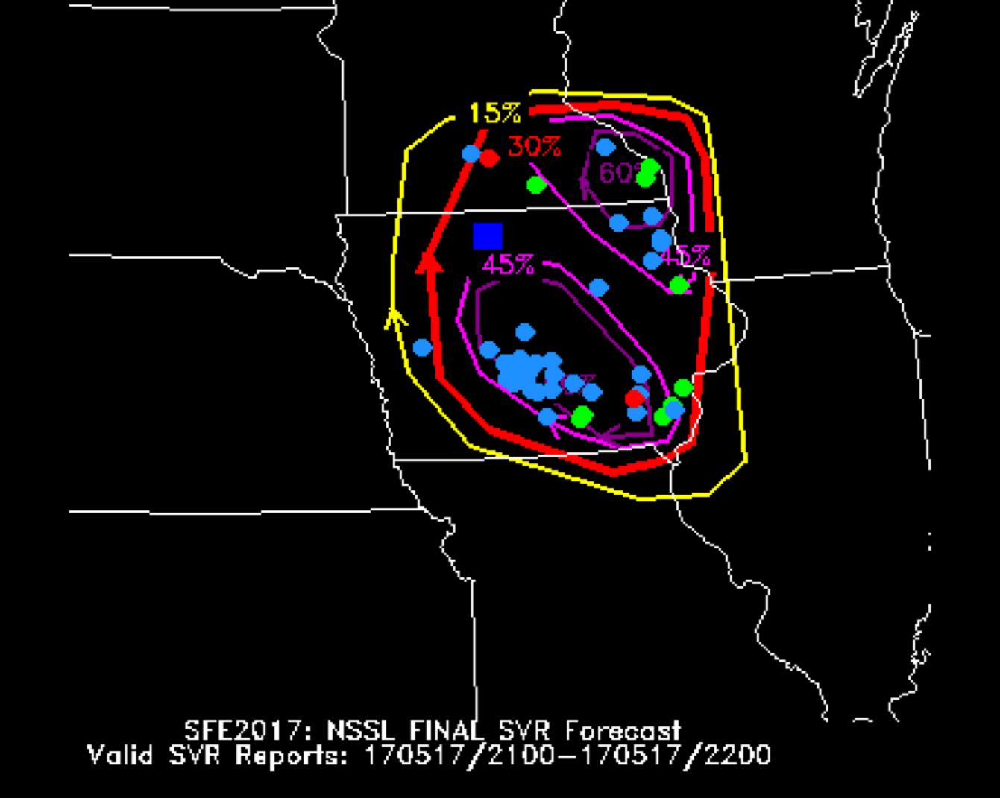 15%
30%
60%
45%
45%
SFE2017: NSSL FINAL SVR Forecast
Valid SVR Reports: 170517/2100-170517/2200